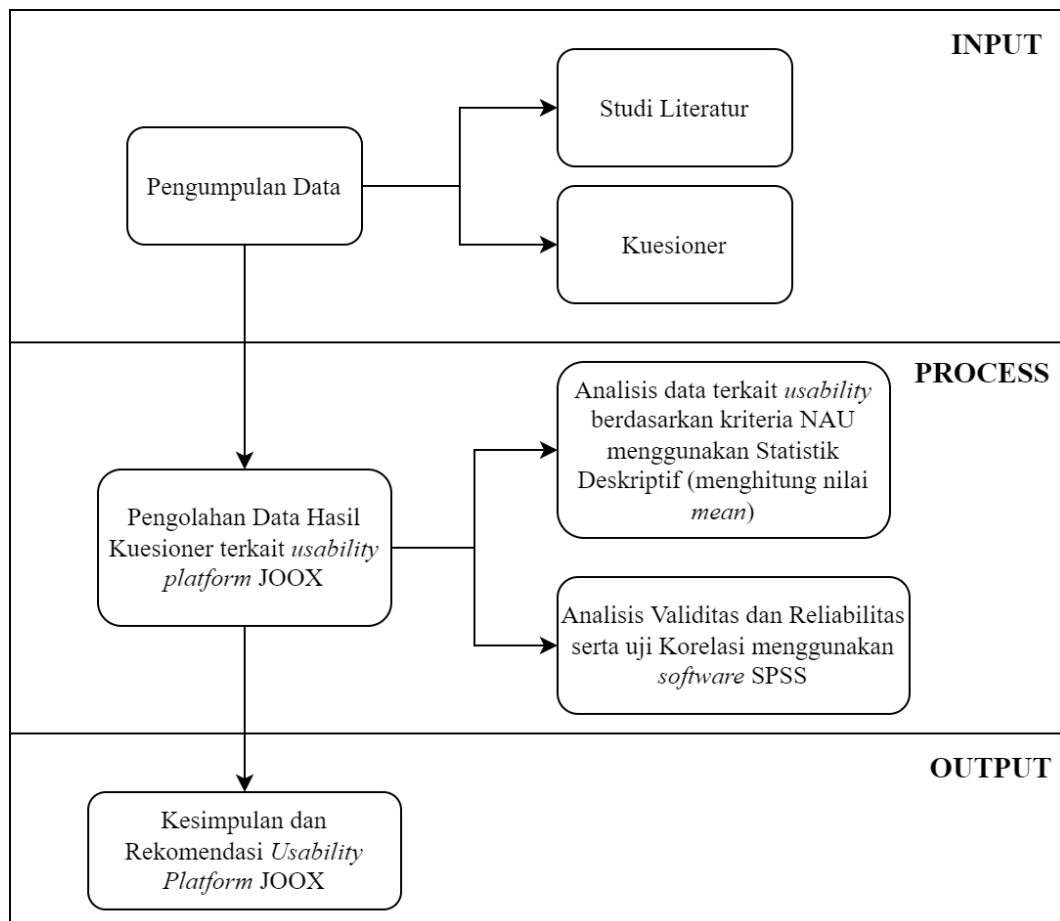 INPUT
Studi Literatur
Pengumpulan Data
Kuesioner
PROCESS
Analisis data terkait usability
berdasarkan kriteria NAU
menggunakan Statistik
Deskriptif (menghitung nilai
mean)
Pengolahan Data Hasil
Kuesioner terkait usability
platform JOOX
Analisis Validitas dan Reliabilitas
serta uji Korelasi menggunakan
software SPSS
OUTPUT
Kesimpulan dan
Rekomendasi Usability
Platform JOOX